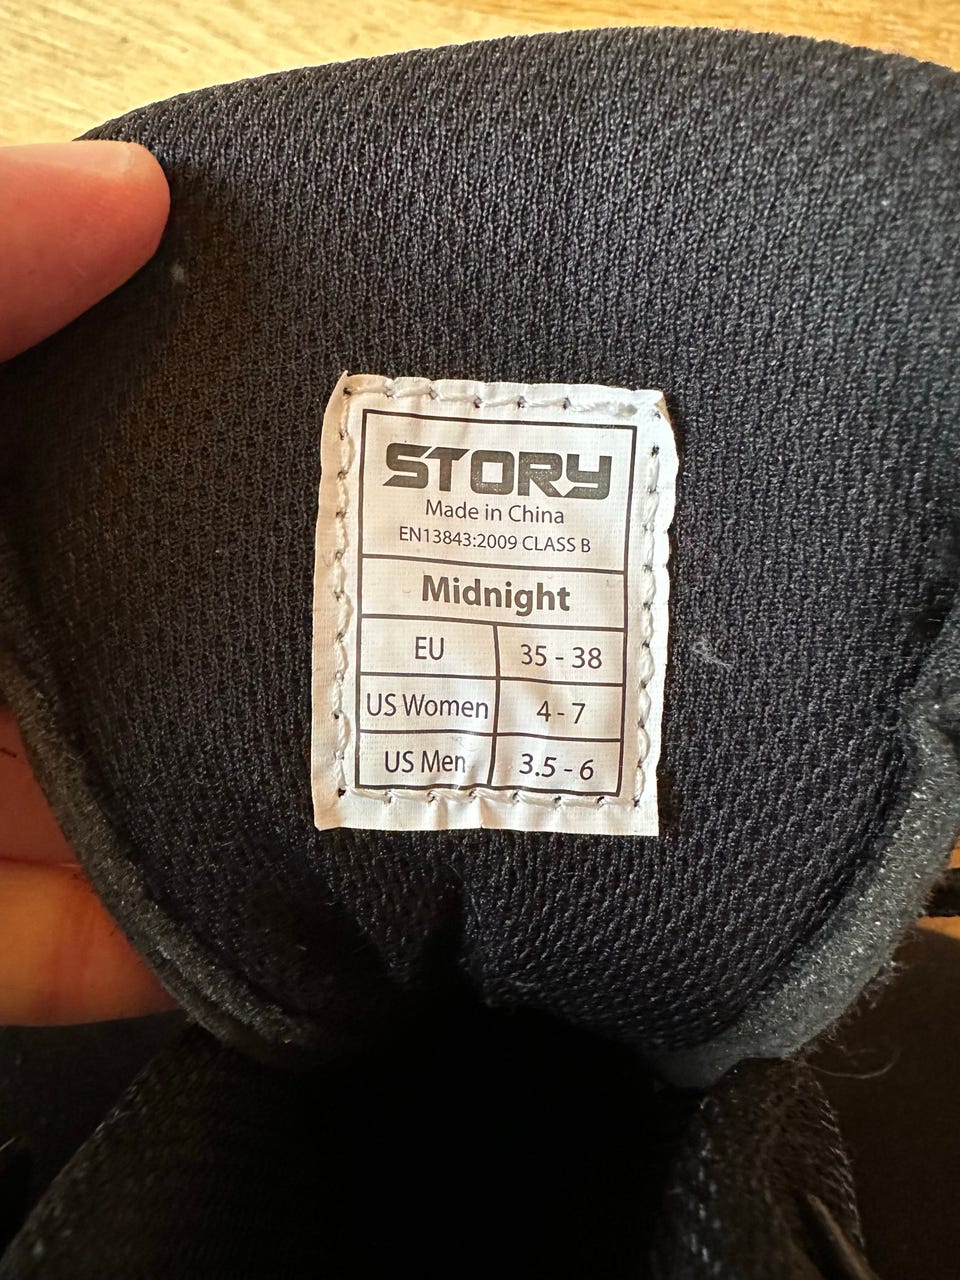 STORY
Made in China
EN13843:2009 CLASS B
Midnight
EU 35 - 38
US Women 4 - 7
US Men 3.5 - 6